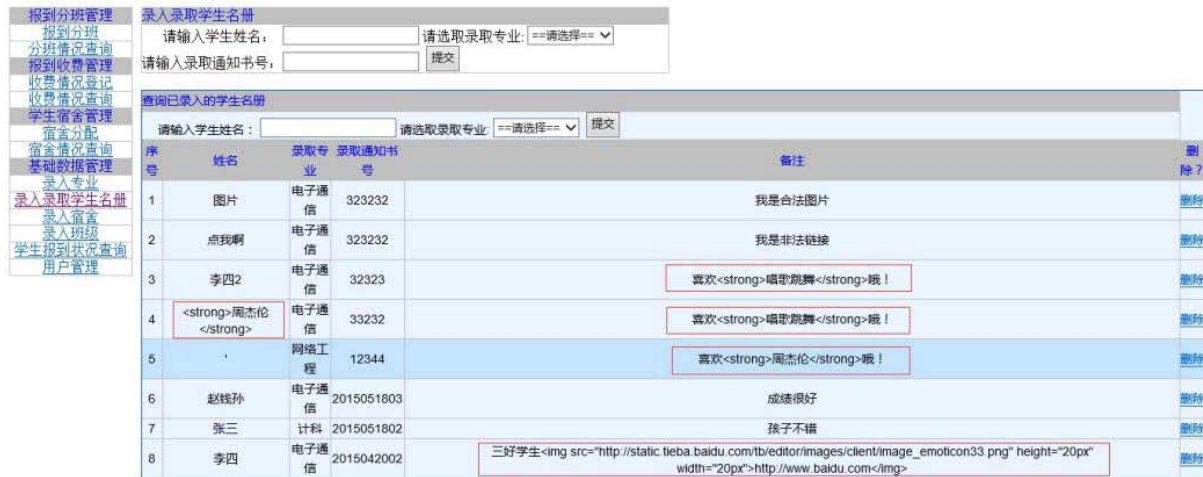 报到分班管理
报到分班
分班情况查询
报到收费管理
收费情况登记
收费情况查询
学生宿舍管理
宿舍分配
宿舍情况查询
基础数据管理
录入专业
录入录取学生名册
录入宿舍
录入班级
学生报到状况查询
用户管理
录入录取学生名册
请输入学生姓名： 请选取录取专业: ==请选择==
请输入录取通知书号： 提交
查询已录入的学生名册
请输入学生姓名： 请选取录取专业: ==请选择== 提交
序号 姓名 录取专业 录取通知书号 备注 删除？
1 图片 电子通信 323232 我是合法图片 删除
2 点我啊 电子通信 323232 我是非法链接 删除
3 李四2 电子通信 32323 喜欢<strong>唱歌跳舞</strong>哦！ 删除
4 <strong>周杰伦</strong> 电子通信 33232 喜欢<strong>唱歌跳舞</strong>哦！ 删除
5 ' 网络工程 12344 喜欢<strong>周杰伦</strong>哦！ 删除
6 赵钱孙 电子通信 2015051803 成绩很好 删除
7 张三 计科 2015051802 孩子不错 删除
8 李四 电子通信 2015042002 三好学生<img src="http://static.tieba.baidu.com/tb/editor/images/client/image_emoticon33.png" height="20px"
width="20px">http://www.baidu.com</img> 删除